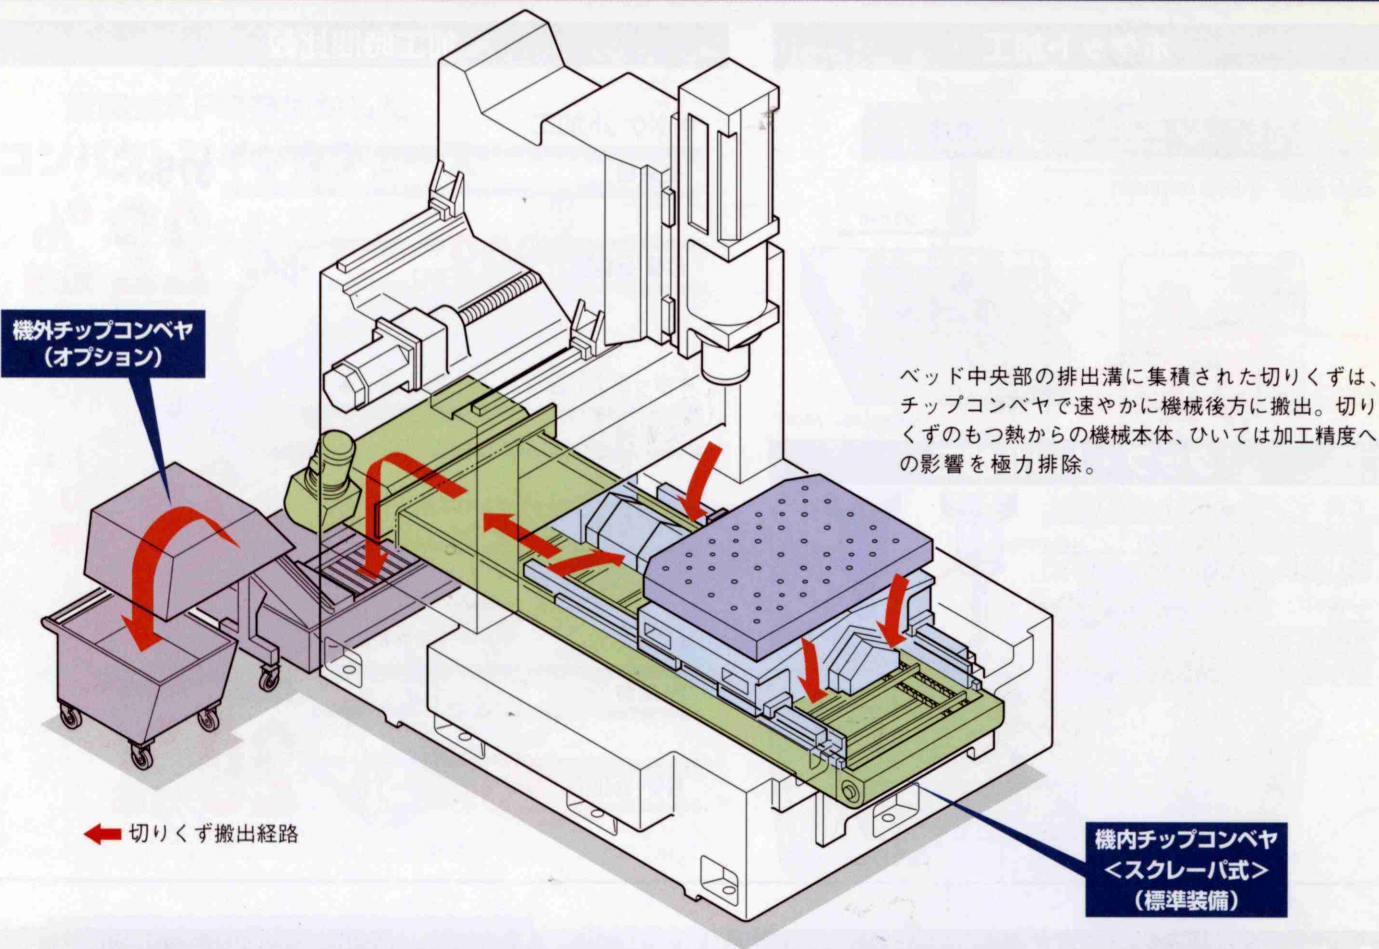 機外チップコンベヤ
（オプション）
ベッド中央部の排出溝に集積された切りくずは、
チップコンベヤで速やかに機械後方に搬出。切り
くずのもつ熱からの機械本体、ひいては加工精度へ
の影響を極力排除。
切りくず搬出経路
機内チップコンベヤ
＜スクレーパ式＞
（標準装備）